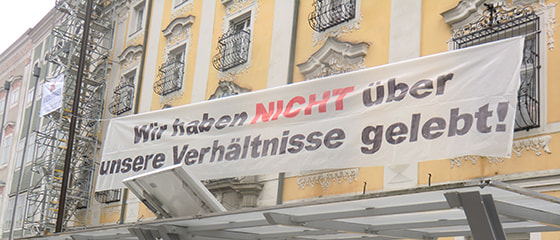 Wir haben NICHT über
unsere Verhältnisse gelebt!